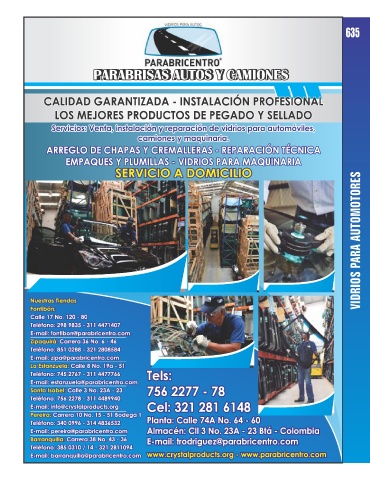 VIDRIOS PARA AUTOS
PARABRICENTRO
PARABRISAS AUTOS Y CAMIONES
CALIDAD GARANTIZADA - INSTALACIÓN PROFESIONAL
LOS MEJORES PRODUCTOS DE PEGADO Y SELLADO
Servicios: Venta, instalación y reparación de vidrios para automóviles,
camiones y maquinaria.
ARREGLO DE CHAPAS Y CREMALLERAS - REPARACIÓN TÉCNICA
EMPAQUES Y PLUMILLAS - VIDRIOS PARA MAQUINARIA
SERVICIO A DOMICILIO
Nuestras Tiendas
Fontibón:
Calle 17 No. 120 - 80
Teléfono: 298 9835 - 311 4471407
E-mail: fontibon@parabricentro.com
Zipaquirá: Carrera 36 No. 6 - 46
Teléfono: 851 0288 - 321 2808584
E-mail: zipa@parabricentro.com
La Estanzuela: Calle 8 No. 19a - 51
Teléfono: 745 2767 - 311 4477766
E-mail: estanzuela@parabricentro.com
Santa Isabel: Calle 3 No. 23A - 23
Teléfono: 756 2278 - 311 4489940
E-mail: info@crystalproducts.org
Pereira: Carrera 10 No. 15 - 51 Bodega 1
Teléfono: 340 0996 - 314 4836532
E-mail: pereira@parabricentro.com
Barranquilla: Carrera 38 No. 43 - 36
Teléfono: 385 0310 / 14 - 321 2811094
E-mail: barranquilla@parabricentro.com
Tels:
756 2277 - 78
Cel: 321 281 6148
Planta: Calle 74A No. 64 - 60
Almacén: Cll 3 No. 23A - 23 Btá - Colombia
E-mail: trodriguez@parabricentro.com
www.crystalproducts.org - www.parabricentro.com
635
VIDRIOS PARA AUTOMOTORES